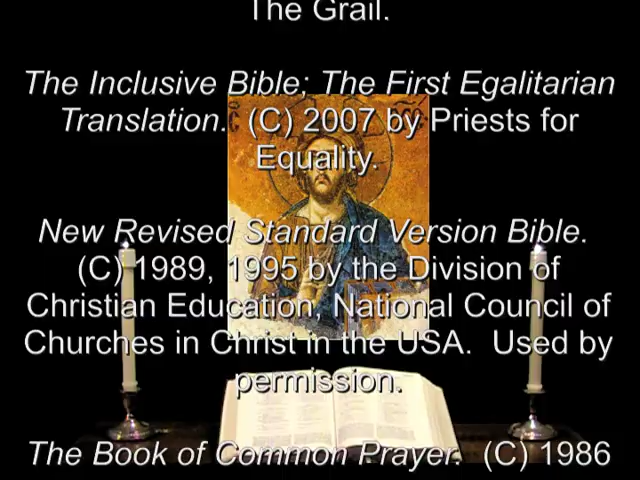 The Grail.
The Inclusive Bible; The First Egalitarian
Translation. (C) 2007 by Priests for
Equality.
New Revised Standard Version Bible.
(C) 1989, 1995 by the Division of
Christian Education, National Council of
Churches in Christ in the USA. Used by
permission.
The Book of Common Prayer. (C) 1986